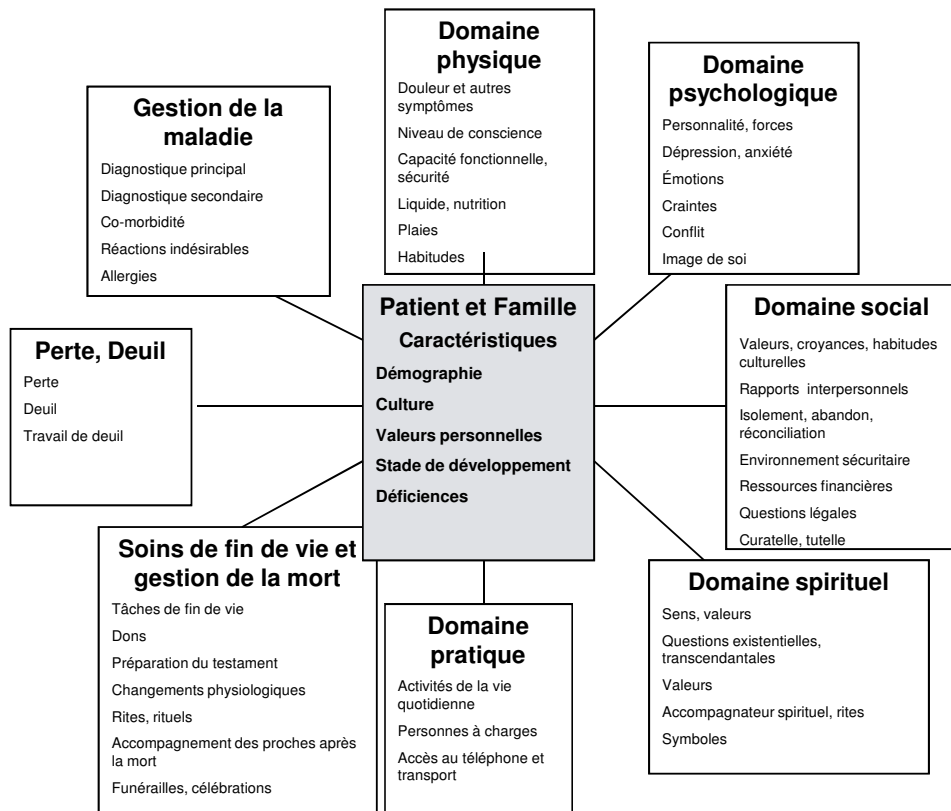 Domaine
physique
Douleur et autres
symptômes
Niveau de conscience
Capacité fonctionnelle,
sécurité
Liquide, nutrition
Plaies
Habitudes
Domaine
psychologique
Personnalité, forces
Dépression, anxiété
Émotions
Craintes
Conflit
Image de soi
Gestion de la
maladie
Diagnostique principal
Diagnostique secondaire
Co-morbidité
Réactions indésirables
Allergies
Patient et Famille
Caractéristiques
Démographie
Culture
Valeurs personnelles
Stade de développement
Déficiences
Domaine social
Valeurs, croyances, habitudes
culturelles
Rapports interpersonnels
Isolement, abandon,
réconciliation
Environnement sécuritaire
Ressources financières
Questions légales
Curatelle, tutelle
Perte, Deuil
Perte
Deuil
Travail de deuil
Soins de fin de vie et
gestion de la mort
Tâches de fin de vie
Dons
Préparation du testament
Changements physiologiques
Rites, rituels
Accompagnement des proches après
la mort
Funérailles, célébrations
Domaine
pratique
Activités de la vie
quotidienne
Personnes à charges
Accès au téléphone et
transport
Domaine spirituel
Sens, valeurs
Questions existentielles,
transcendantales
Valeurs
Accompagnateur spirituel, rites
Symboles